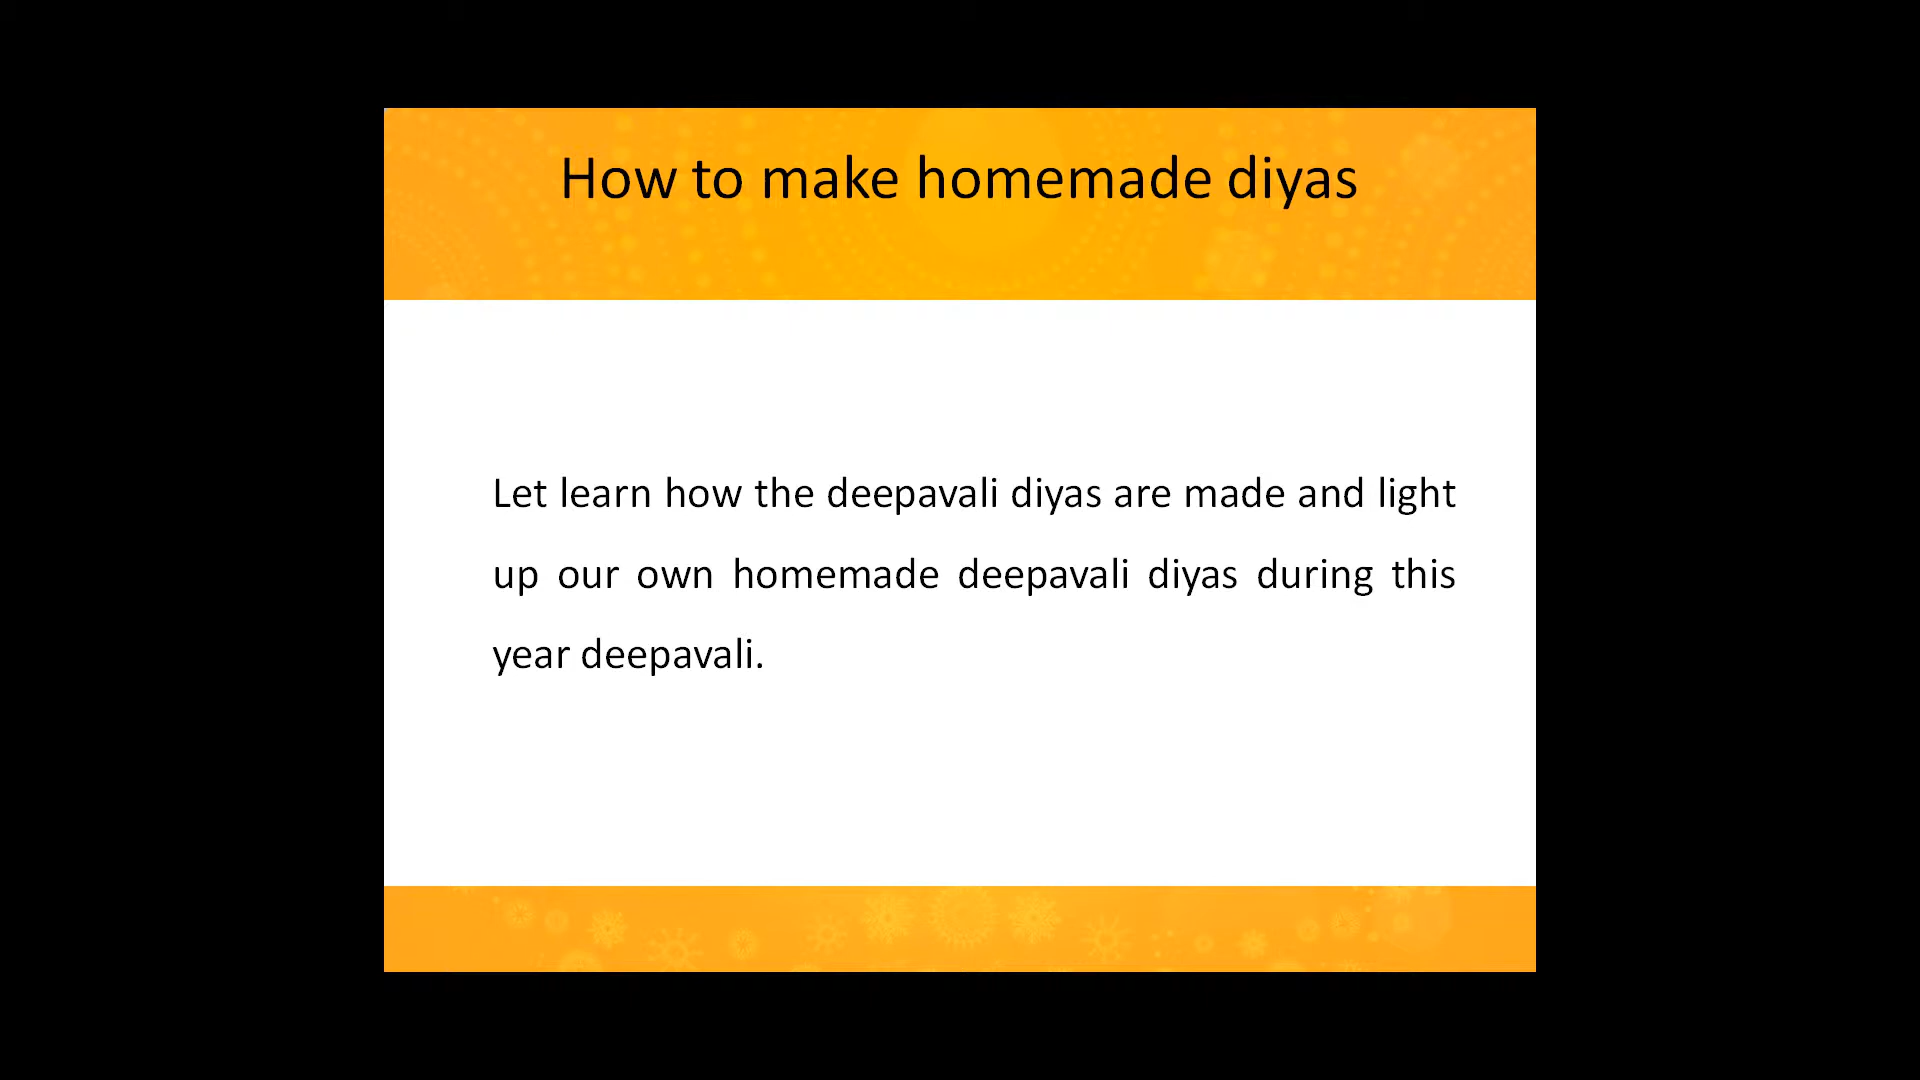 How to make homemade diyas
Let learn how the deepavali diyas are made and light
up our own homemade deepavali diyas during this
year deepavali.